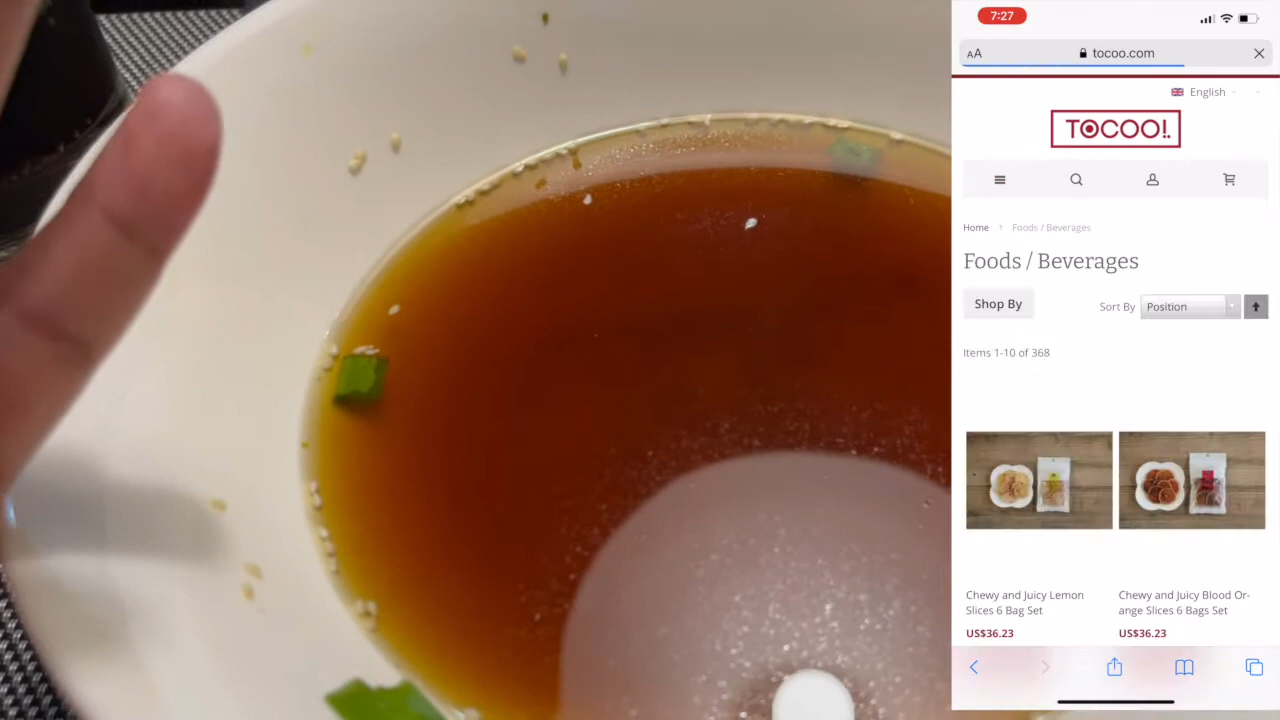 7:27
AA
tocoo.com
English
TOCOO!.
Home
Foods / Beverages
Foods / Beverages
Shop By
Sort By
Position
Items 1-10 of 368
Chewy and Juicy Lemon
Slices 6 Bag Set
US$36.23
Chewy and Juicy Blood Or-
ange Slices 6 Bags Set
US$36.23